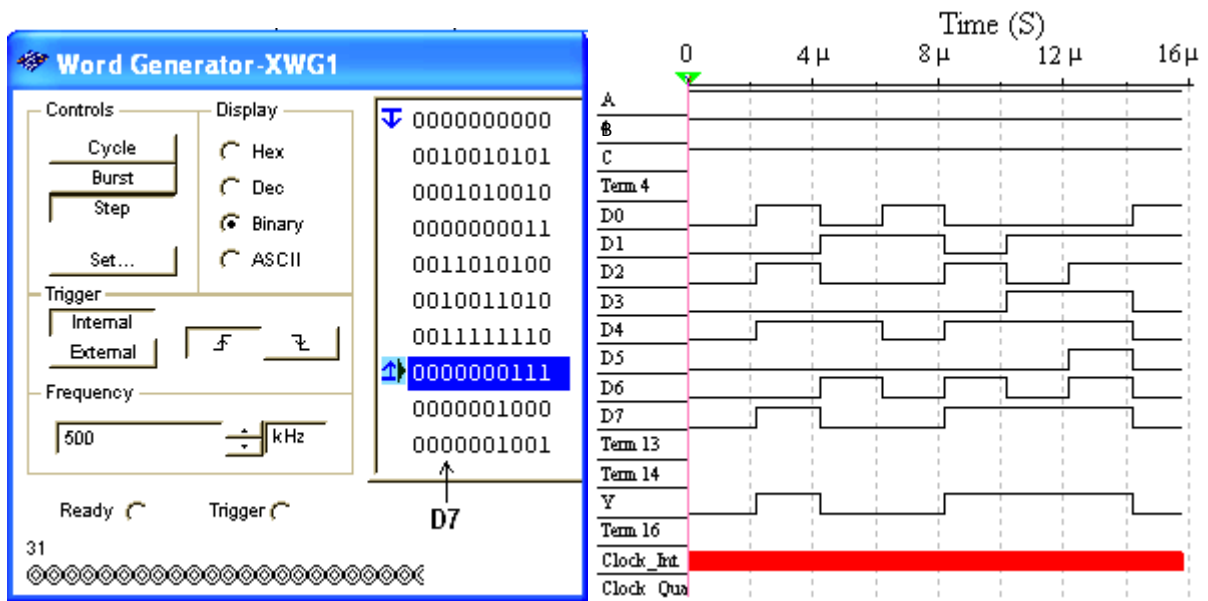 Word Generator-XWG1
Controls
Cycle
Burst
Step
Set...
Display
Hex
Dec
Binary
ASCII
Trigger
Internal
External
Frequency
500
kHz
Ready
Trigger
31
0000000000
0010010101
0001010010
0000000011
0011010100
0010011010
0011111110
0000000111
0000001000
0000001001
D7
Time (S)
0 4µ 8µ 12µ 16µ
A
B
C
Term 4
D0
D1
D2
D3
D4
D5
D6
D7
Term 13
Term 14
Y
Term 16
Clock_Int
Clock_Qua